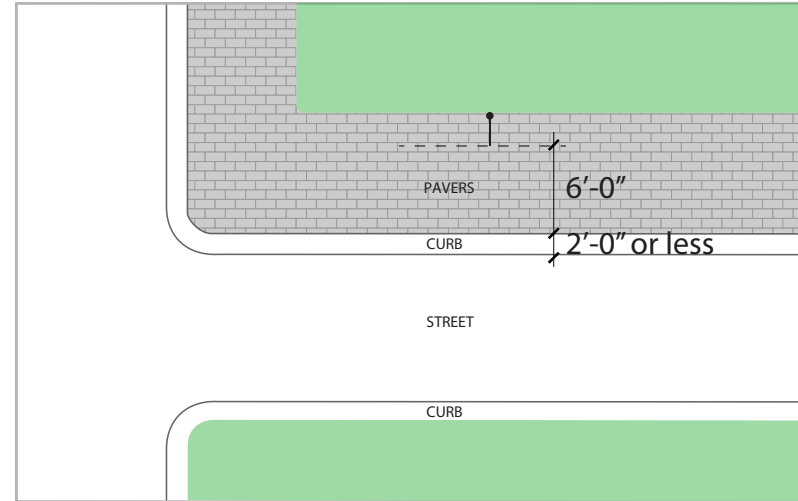 PAVERS
6’-0”
CURB
2’-0” or less
STREET
CURB